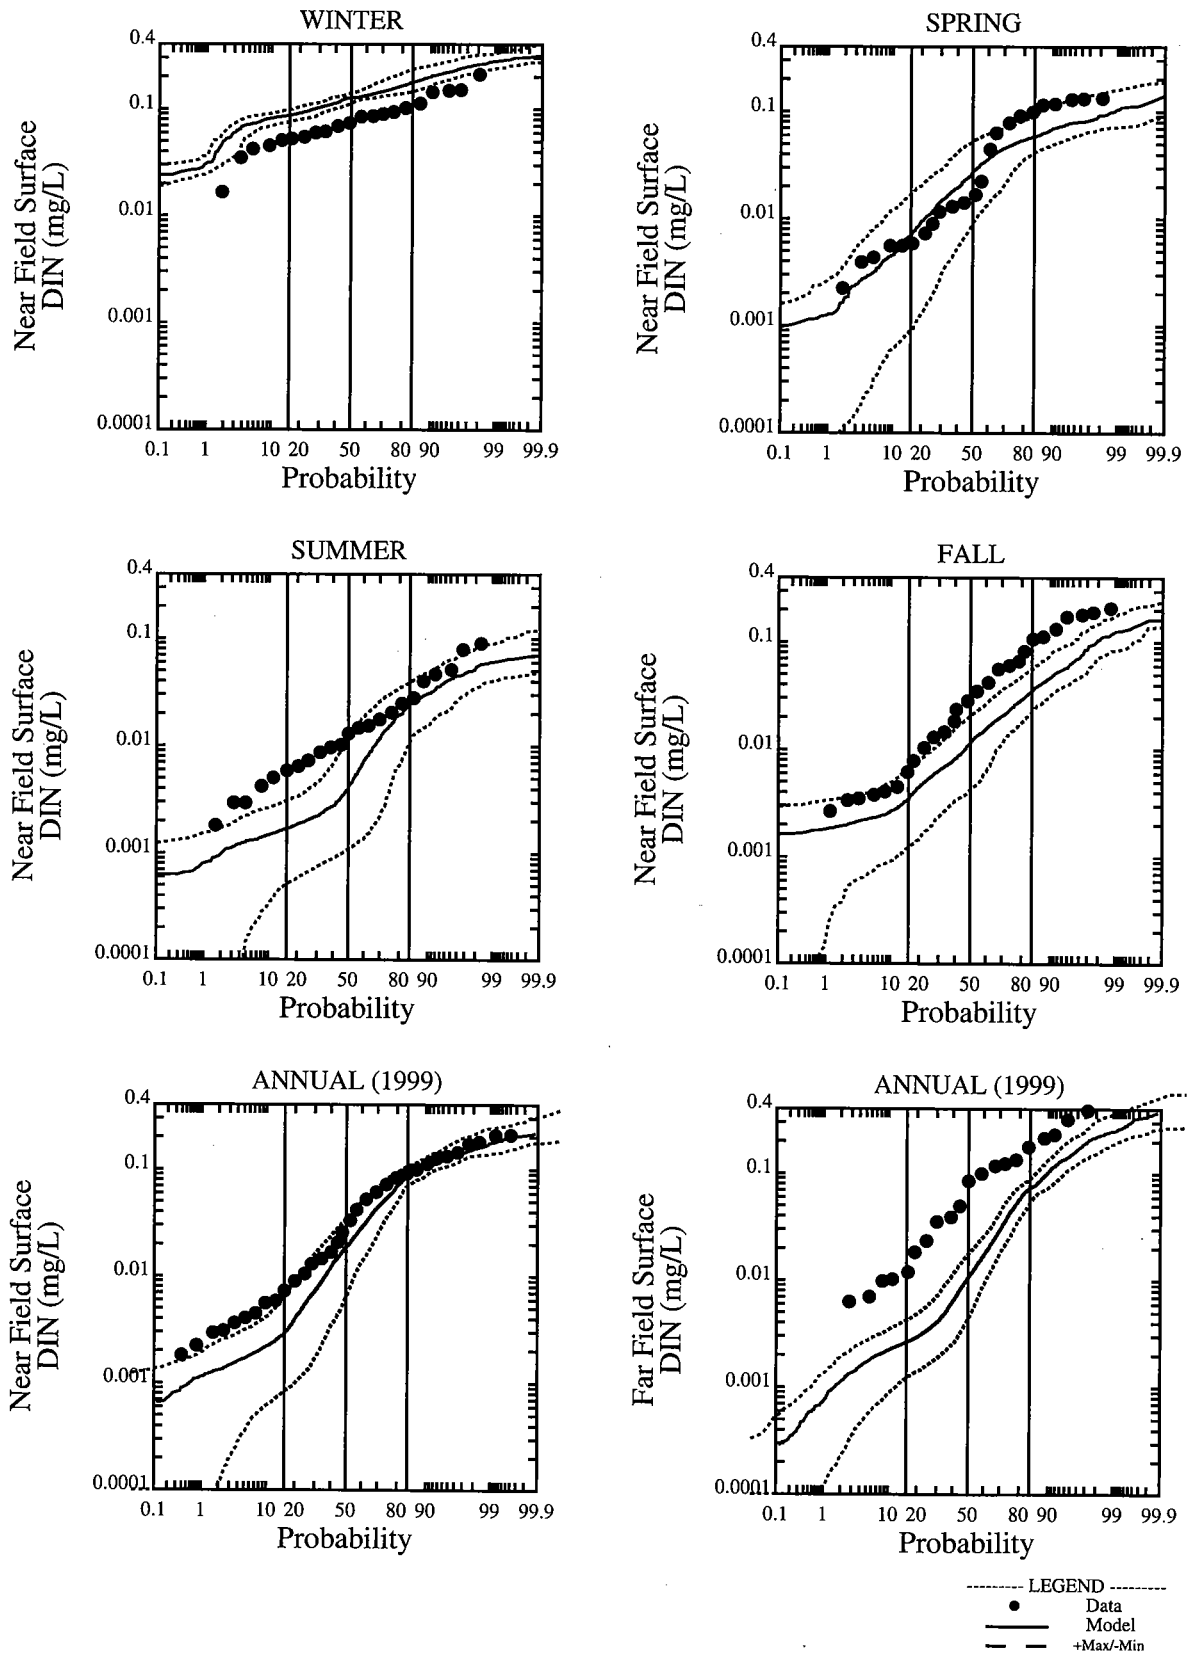 WINTER
0.4
0.1
0.01
0.001
0.0001
Near Field Surface
DIN (mg/L)
0.1 1 10 20 50 80 90 99 99.9
Probability
SPRING
0.4
0.1
0.01
0.001
0.0001
Near Field Surface
DIN (mg/L)
0.1 1 10 20 50 80 90 99 99.9
Probability
SUMMER
0.4
0.1
0.01
0.001
0.0001
Near Field Surface
DIN (mg/L)
0.1 1 10 20 50 80 90 99 99.9
Probability
FALL
0.4
0.1
0.01
0.001
0.0001
Near Field Surface
DIN (mg/L)
0.1 1 10 20 50 80 90 99 99.9
Probability
ANNUAL (1999)
0.4
0.1
0.01
0.001
0.0001
Near Field Surface
DIN (mg/L)
0.1 1 10 20 50 80 90 99 99.9
Probability
ANNUAL (1999)
0.4
0.1
0.01
0.001
0.0001
Far Field Surface
DIN (mg/L)
0.1 1 10 20 50 80 90 99 99.9
Probability
LEGEND
Data
Model
+Max/-Min